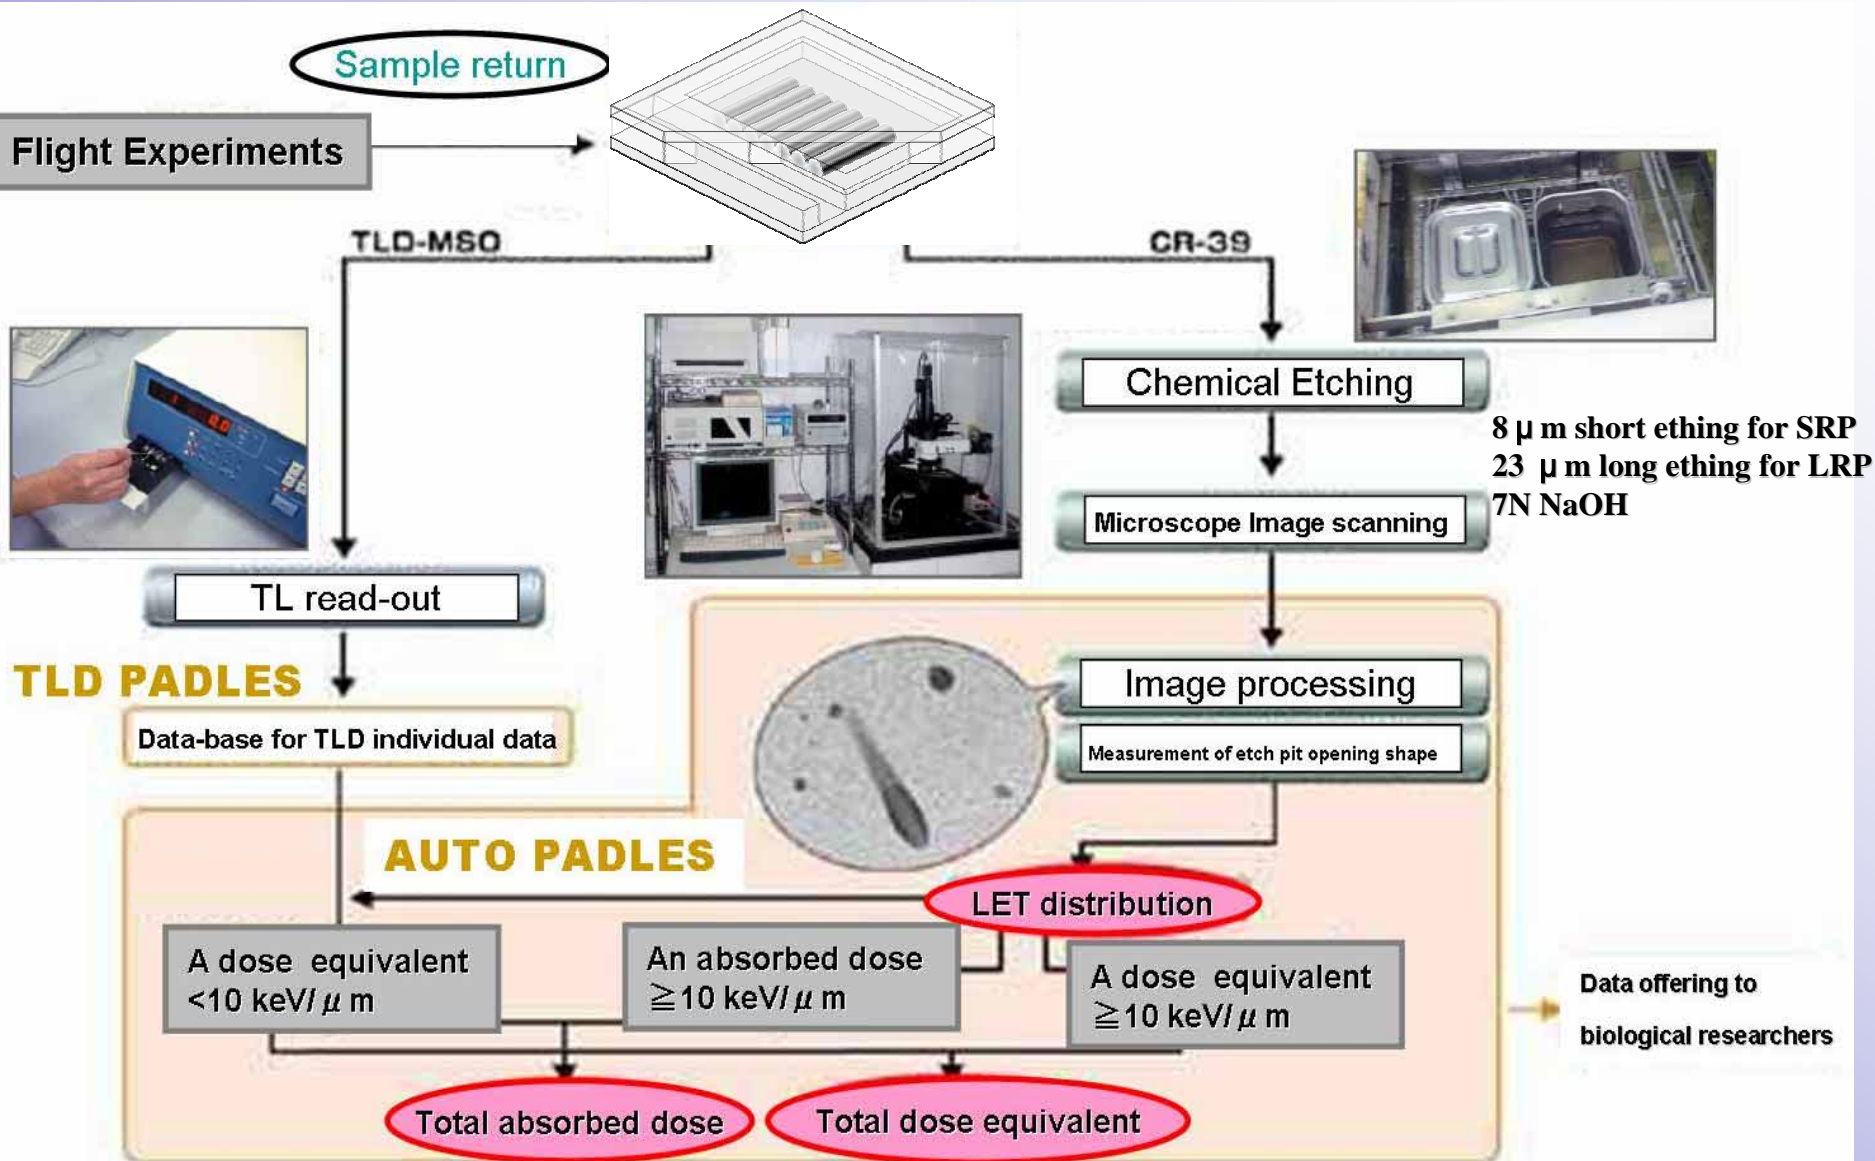 Sample return
Flight Experiments
TLD-MSO
CR-39
Chemical Etching
8 μ m short ething for SRP
23 μ m long ething for LRP
7N NaOH
Microscope Image scanning
TL read-out
TLD PADLES
Image processing
Data-base for TLD individual data
Measurement of etch pit opening shape
AUTO PADLES
LET distribution
A dose equivalent
<10 keV/μ m
An absorbed dose
≧10 keV/μ m
A dose equivalent
≧10 keV/μ m
Data offering to
biological researchers
Total absorbed dose
Total dose equivalent